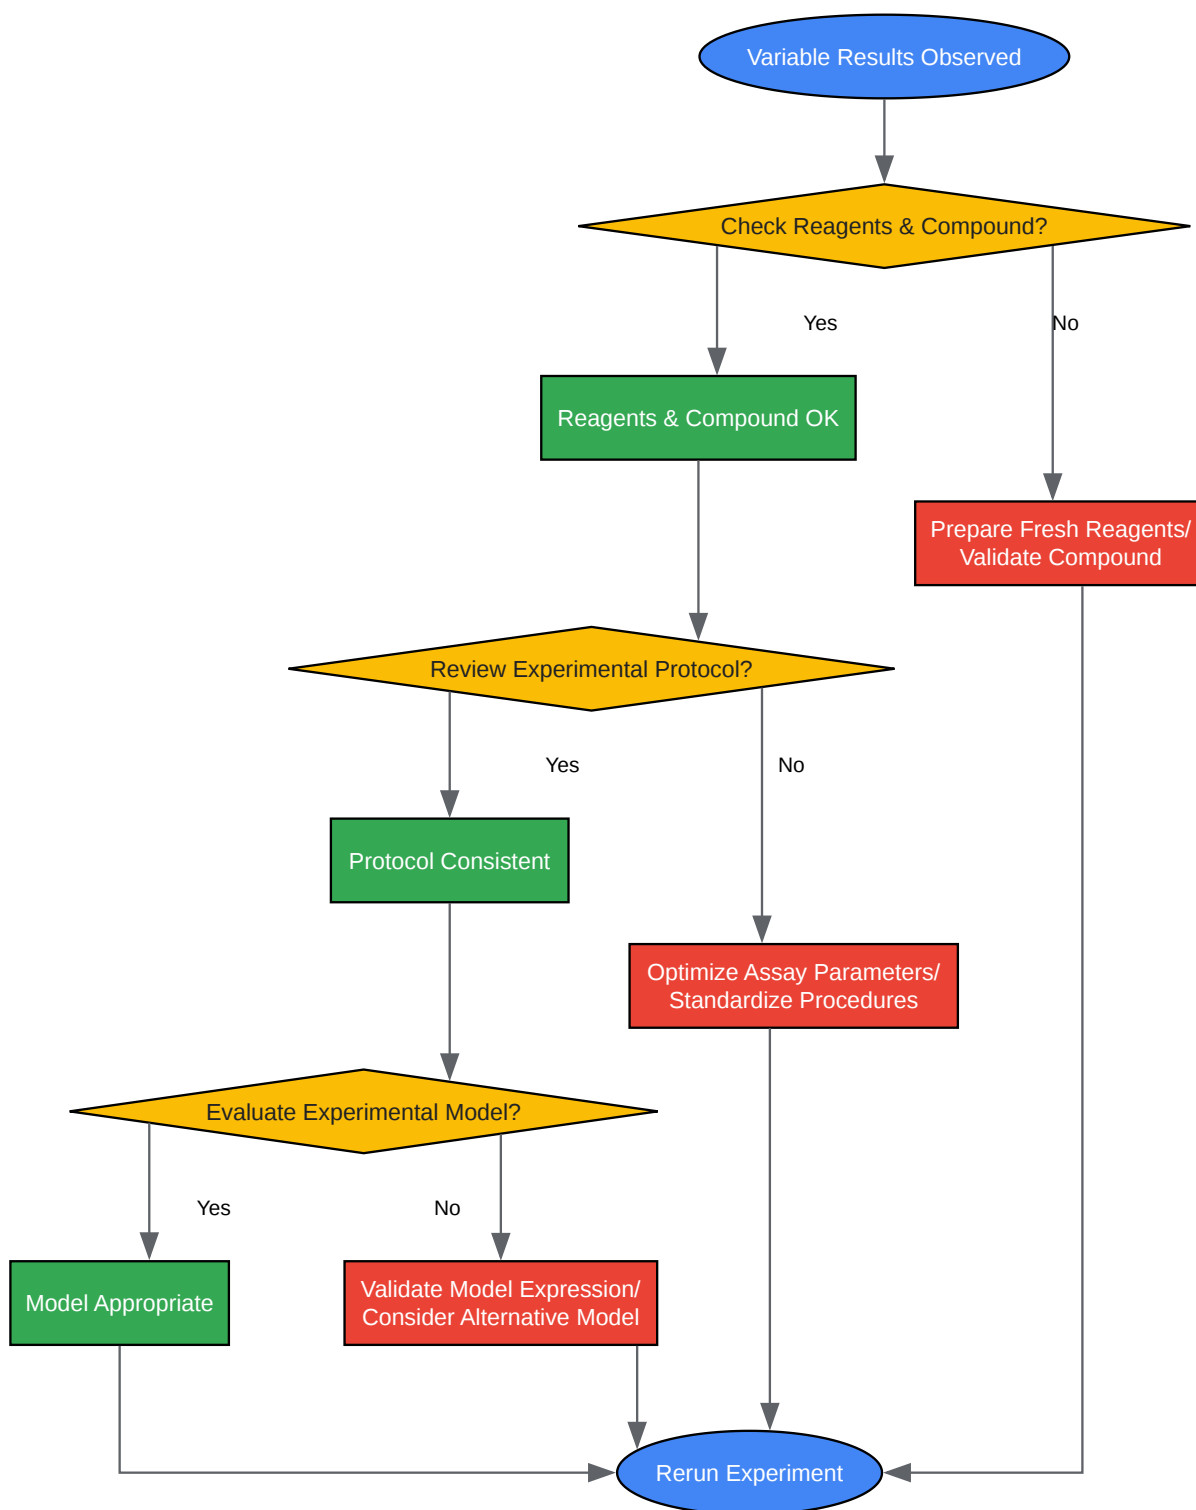 Variable Results Observed
Check Reagents & Compound?
Yes
No
Reagents & Compound OK
Prepare Fresh Reagents/
Validate Compound
Review Experimental Protocol?
Yes
No
Protocol Consistent
Optimize Assay Parameters/
Standardize Procedures
Evaluate Experimental Model?
Yes
No
Model Appropriate
Validate Model Expression/
Consider Alternative Model
Rerun Experiment